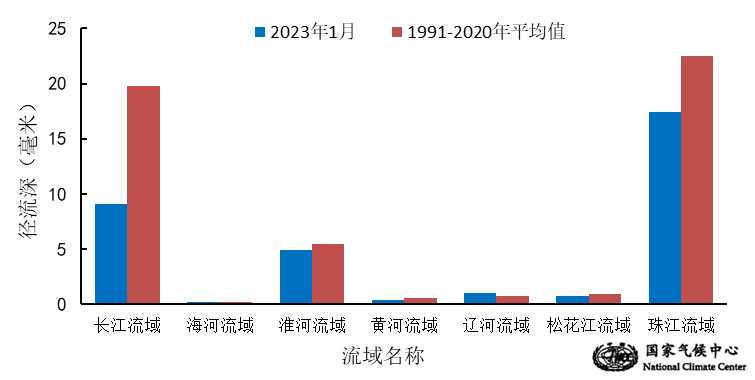 2023年1月 1991-2020年平均值
径流深（毫米）
25
20
15
10
5
0
长江流域 海河流域 淮河流域 黄河流域 辽河流域 松花江流域 珠江流域
流域名称
国家气候中心
National Climate Center